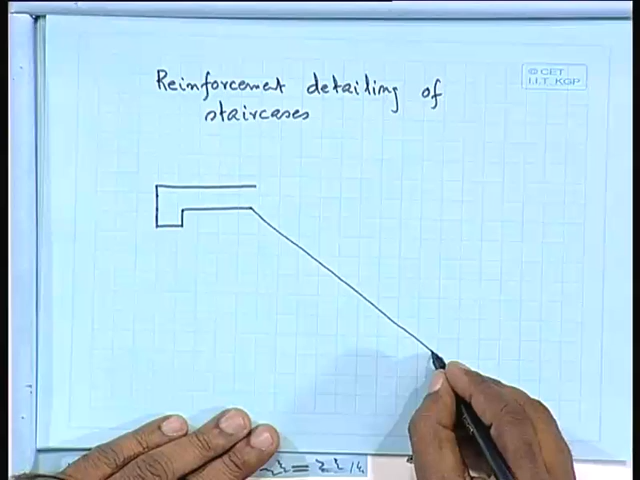 Reinforcement detailing of
staircases
© CET
I.I.T. KGP